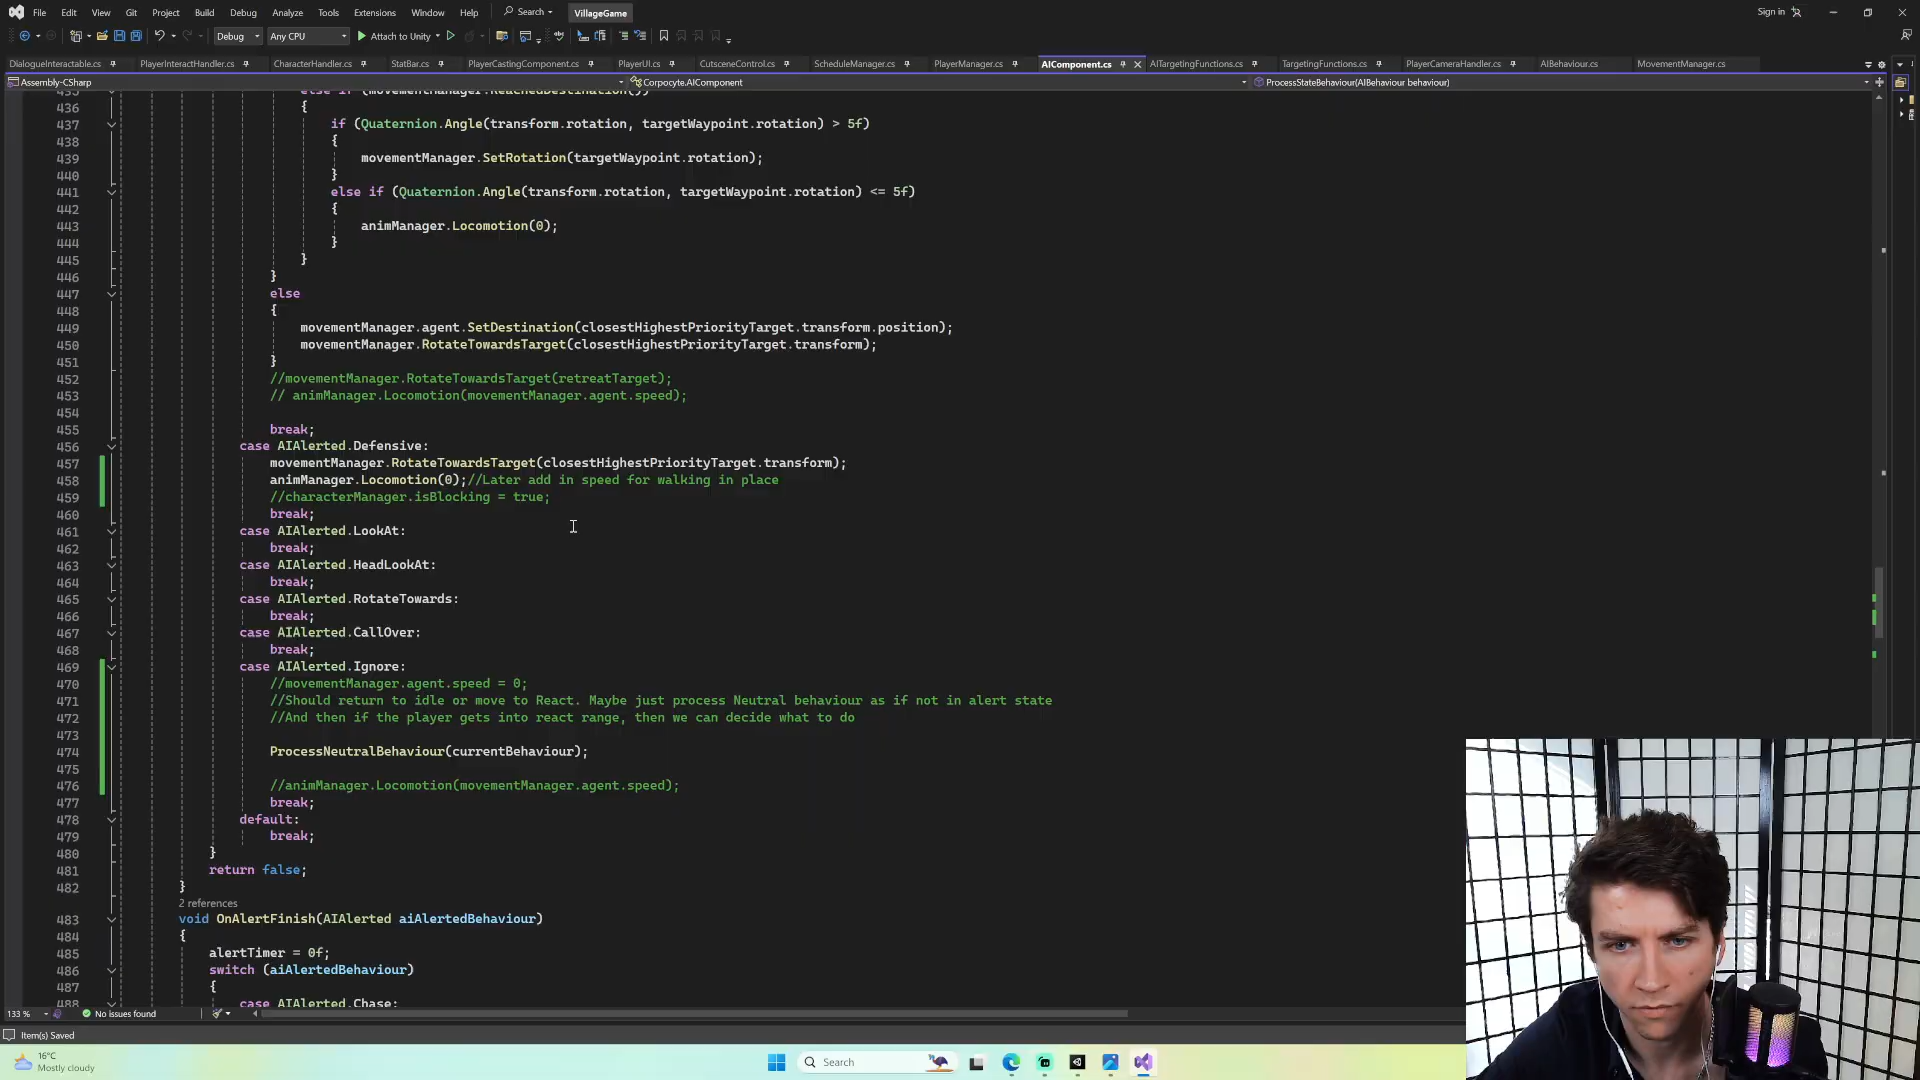 File Edit View Git Project Build Debug Analyze Tools Extensions Window Help Search VillageGame Sign in
Debug Any CPU Attach to Unity
DialogueInteractable.cs PlayerInteractHandler.cs CharacterHandler.cs StatBar.cs PlayerCastingComponent.cs PlayerUI.cs CutsceneControl.cs ScheduleManager.cs PlayerManager.cs AIComponent.cs AITargetingFunctions.cs TargetingFunctions.cs PlayerCameraHandler.cs AIBehaviour.cs MovementManager.cs
Assembly-CSharp Corpocyte.AIComponent ProcessStateBehaviour(AIBehaviour behaviour)
435 else if (movementManager.ReachedDestination())
436 {
437 if (Quaternion.Angle(transform.rotation, targetWaypoint.rotation) > 5f)
438 {
439 movementManager.SetRotation(targetWaypoint.rotation);
440 }
441 else if (Quaternion.Angle(transform.rotation, targetWaypoint.rotation) <= 5f)
442 {
443 animManager.Locomotion(0);
444 }
445 }
446 }
447 else
448 {
449 movementManager.agent.SetDestination(closestHighestPriorityTarget.transform.position);
450 movementManager.RotateTowardsTarget(closestHighestPriorityTarget.transform);
451 }
452 //movementManager.RotateTowardsTarget(retreatTarget);
453 // animManager.Locomotion(movementManager.agent.speed);
454
455 break;
456 case AIAlerted.Defensive:
457 movementManager.RotateTowardsTarget(closestHighestPriorityTarget.transform);
458 animManager.Locomotion(0);//Later add in speed for walking in place
459 //characterManager.isBlocking = true;
460 break;
461 case AIAlerted.LookAt:
462 break;
463 case AIAlerted.HeadLookAt:
464 break;
465 case AIAlerted.RotateTowards:
466 break;
467 case AIAlerted.CallOver:
468 break;
469 case AIAlerted.Ignore:
470 //movementManager.agent.speed = 0;
471 //Should return to idle or move to React. Maybe just process Neutral behaviour as if not in alert state
472 //And then if the player gets into react range, then we can decide what to do
473
474 ProcessNeutralBehaviour(currentBehaviour);
475
476 //animManager.Locomotion(movementManager.agent.speed);
477 break;
478 default:
479 break;
480 }
481 return false;
482 }
2 references
483 void OnAlertFinish(AIAlerted aiAlertedBehaviour)
484 {
485 alertTimer = 0f;
486 switch (aiAlertedBehaviour)
487 {
488 case AIAlerted.Chase:
133 % No issues found
Item(s) Saved
16°C
Mostly cloudy
Search